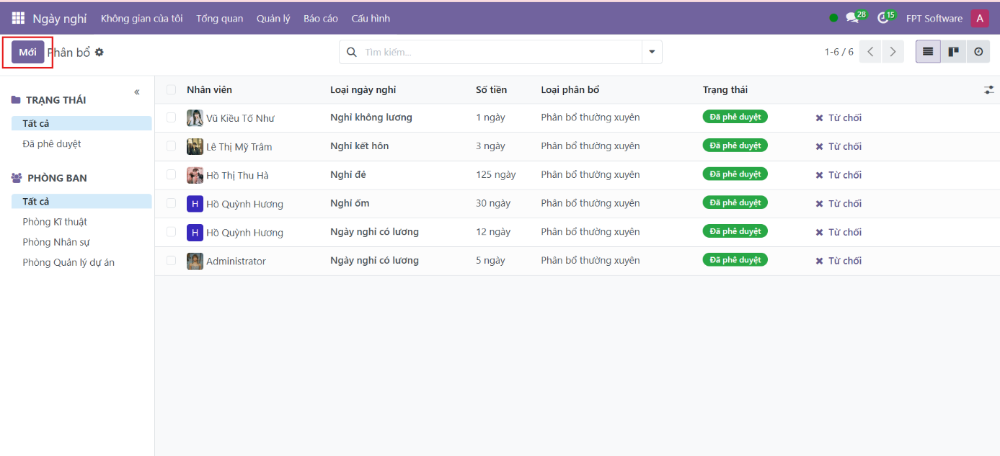 Ngày nghỉ Không gian của tôi Tổng quan Quản lý Báo cáo Cấu hình 28 15 FPT Software A
Mới Phân bổ Tìm kiếm... 1-6 / 6
TRẠNG THÁI
Tất cả
Đã phê duyệt
PHÒNG BAN
Tất cả
Phòng Kĩ thuật
Phòng Nhân sự
Phòng Quản lý dự án
Nhân viên Loại ngày nghỉ Số tiền Loại phân bổ Trạng thái
Vũ Kiều Tố Như Nghỉ không lương 1 ngày Phân bổ thường xuyên Đã phê duyệt Từ chối
Lê Thị Mỹ Trâm Nghỉ kết hôn 3 ngày Phân bổ thường xuyên Đã phê duyệt Từ chối
Hồ Thị Thu Hà Nghỉ đẻ 125 ngày Phân bổ thường xuyên Đã phê duyệt Từ chối
H Hồ Quỳnh Hương Nghỉ ốm 30 ngày Phân bổ thường xuyên Đã phê duyệt Từ chối
H Hồ Quỳnh Hương Ngày nghỉ có lương 12 ngày Phân bổ thường xuyên Đã phê duyệt Từ chối
Administrator Ngày nghỉ có lương 5 ngày Phân bổ thường xuyên Đã phê duyệt Từ chối